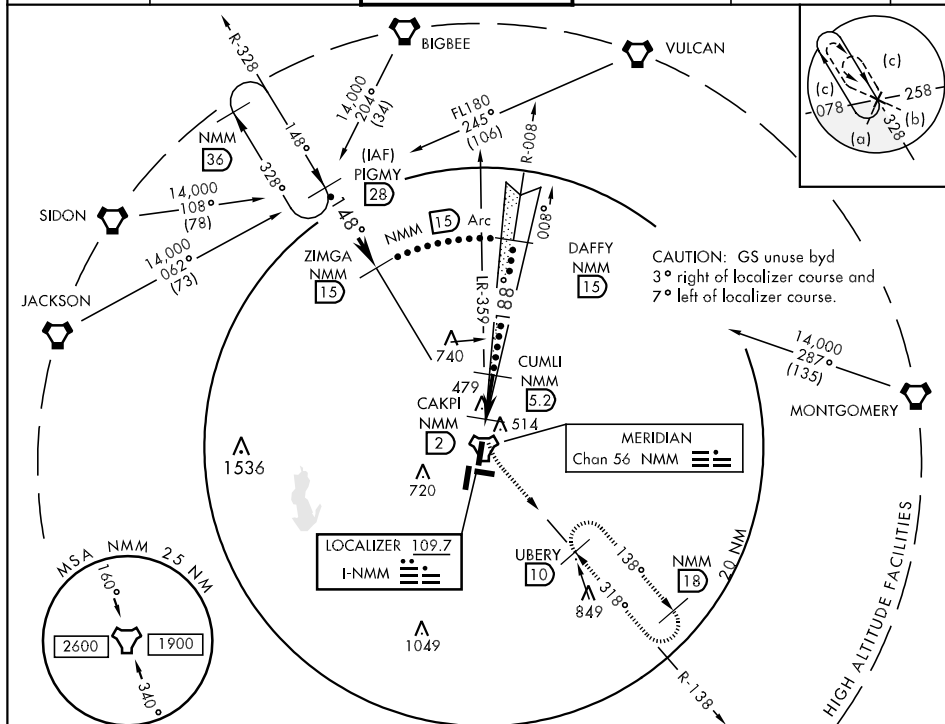 BIGBEE
VULCAN
R-328
14,000
204°
(34)
FL180
245°
(106)
R-008
(c)
(c)
078
258
(b)
(a)
328
NMM
36
148°
328°
(IAF)
PIGMY
28
14,000
108°
(78)
SIDON
14,000
062°
(73)
JACKSON
148°
NMM 15 Arc
008°
ZIMGA
NMM
15
DAFFY
NMM
15
LR-359
188°
CAUTION: GS unuse byd
3° right of localizer course and
7° left of localizer course.
14,000
287°
(135)
MONTGOMERY
740
CUMLI
NMM
5.2
479
CAKPI
NMM
2
514
MERIDIAN
Chan 56 NMM
1536
720
LOCALIZER 109.7
I-NMM
UBERY
10
138°
318°
NMM
18
849
20 NM
1049
R-138
MSA NMM 25 NM
160°
2600
1900
340°
HIGH ALTITUDE FACILITIES